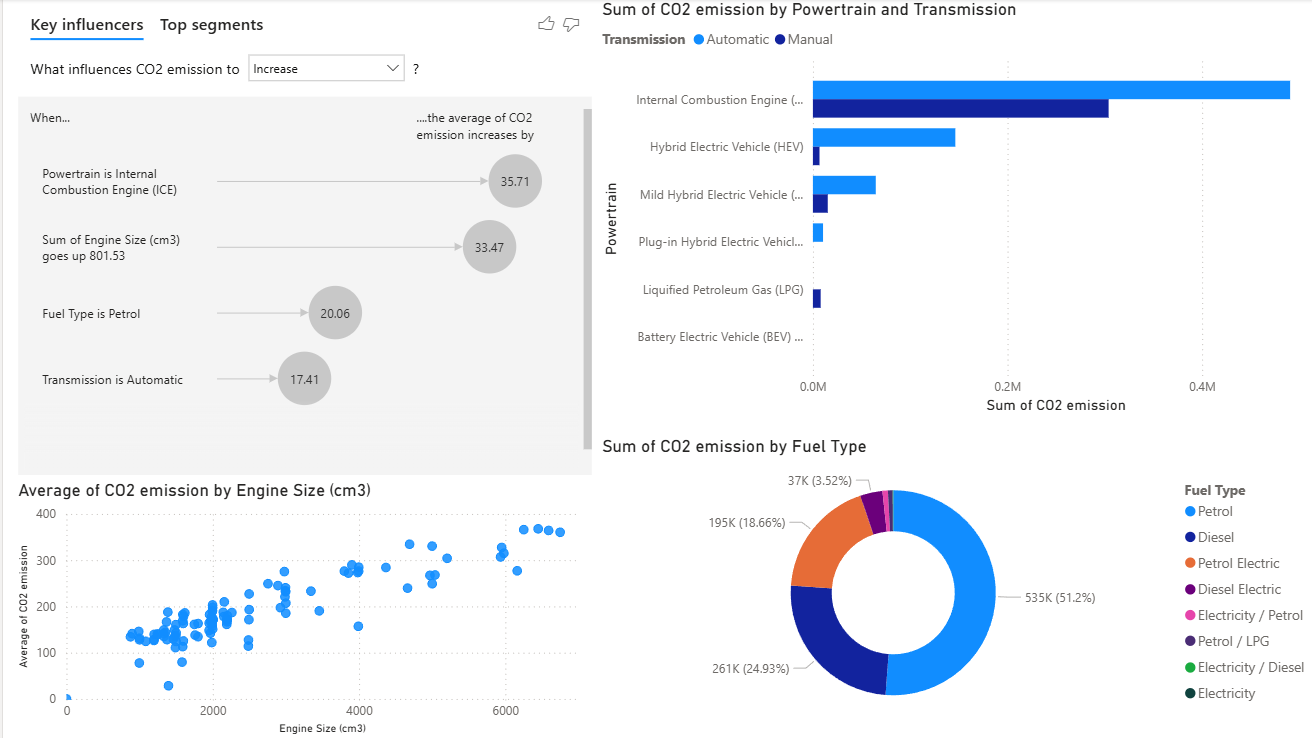 Key influencers Top segments
What influences CO2 emission to Increase ?
When...
....the average of CO2
emission increases by
Powertrain is Internal
Combustion Engine (ICE)
35.71
Sum of Engine Size (cm3)
goes up 801.53
33.47
Fuel Type is Petrol
20.06
Transmission is Automatic
17.41
Sum of CO2 emission by Powertrain and Transmission
Transmission Automatic Manual
Powertrain
Internal Combustion Engine (...
Hybrid Electric Vehicle (HEV)
Mild Hybrid Electric Vehicle (...
Plug-in Hybrid Electric Vehicl...
Liquified Petroleum Gas (LPG)
Battery Electric Vehicle (BEV) ...
0.0M 0.2M 0.4M
Sum of CO2 emission
Average of CO2 emission by Engine Size (cm3)
Average of CO2 emission
400
300
200
100
0
0 2000 4000 6000
Engine Size (cm3)
Sum of CO2 emission by Fuel Type
37K (3.52%)
195K (18.66%)
535K (51.2%)
261K (24.93%)
Fuel Type
Petrol
Diesel
Petrol Electric
Diesel Electric
Electricity / Petrol
Petrol / LPG
Electricity / Diesel
Electricity